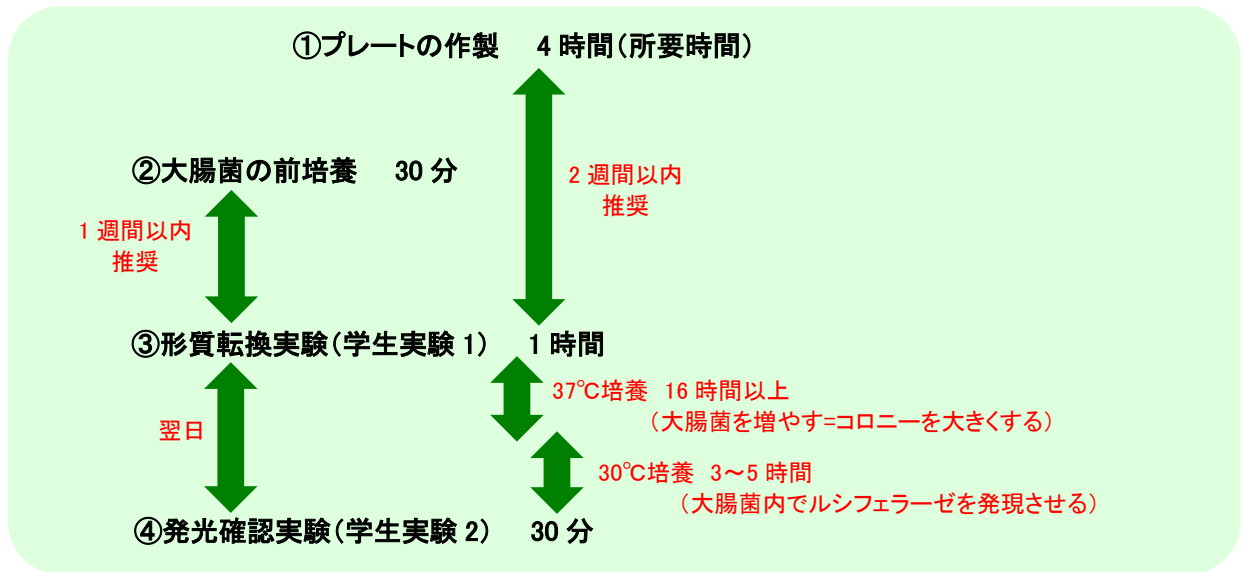 ①プレートの作製　4 時間（所要時間）
②大腸菌の前培養　30 分
2 週間以内
推奨
1 週間以内
推奨
③形質転換実験（学生実験 1）　1 時間
37℃培養　16 時間以上
（大腸菌を増やす=コロニーを大きくする）
翌日
30℃培養　3～5 時間
（大腸菌内でルシフェラーゼを発現させる）
④発光確認実験（学生実験 2）　30 分